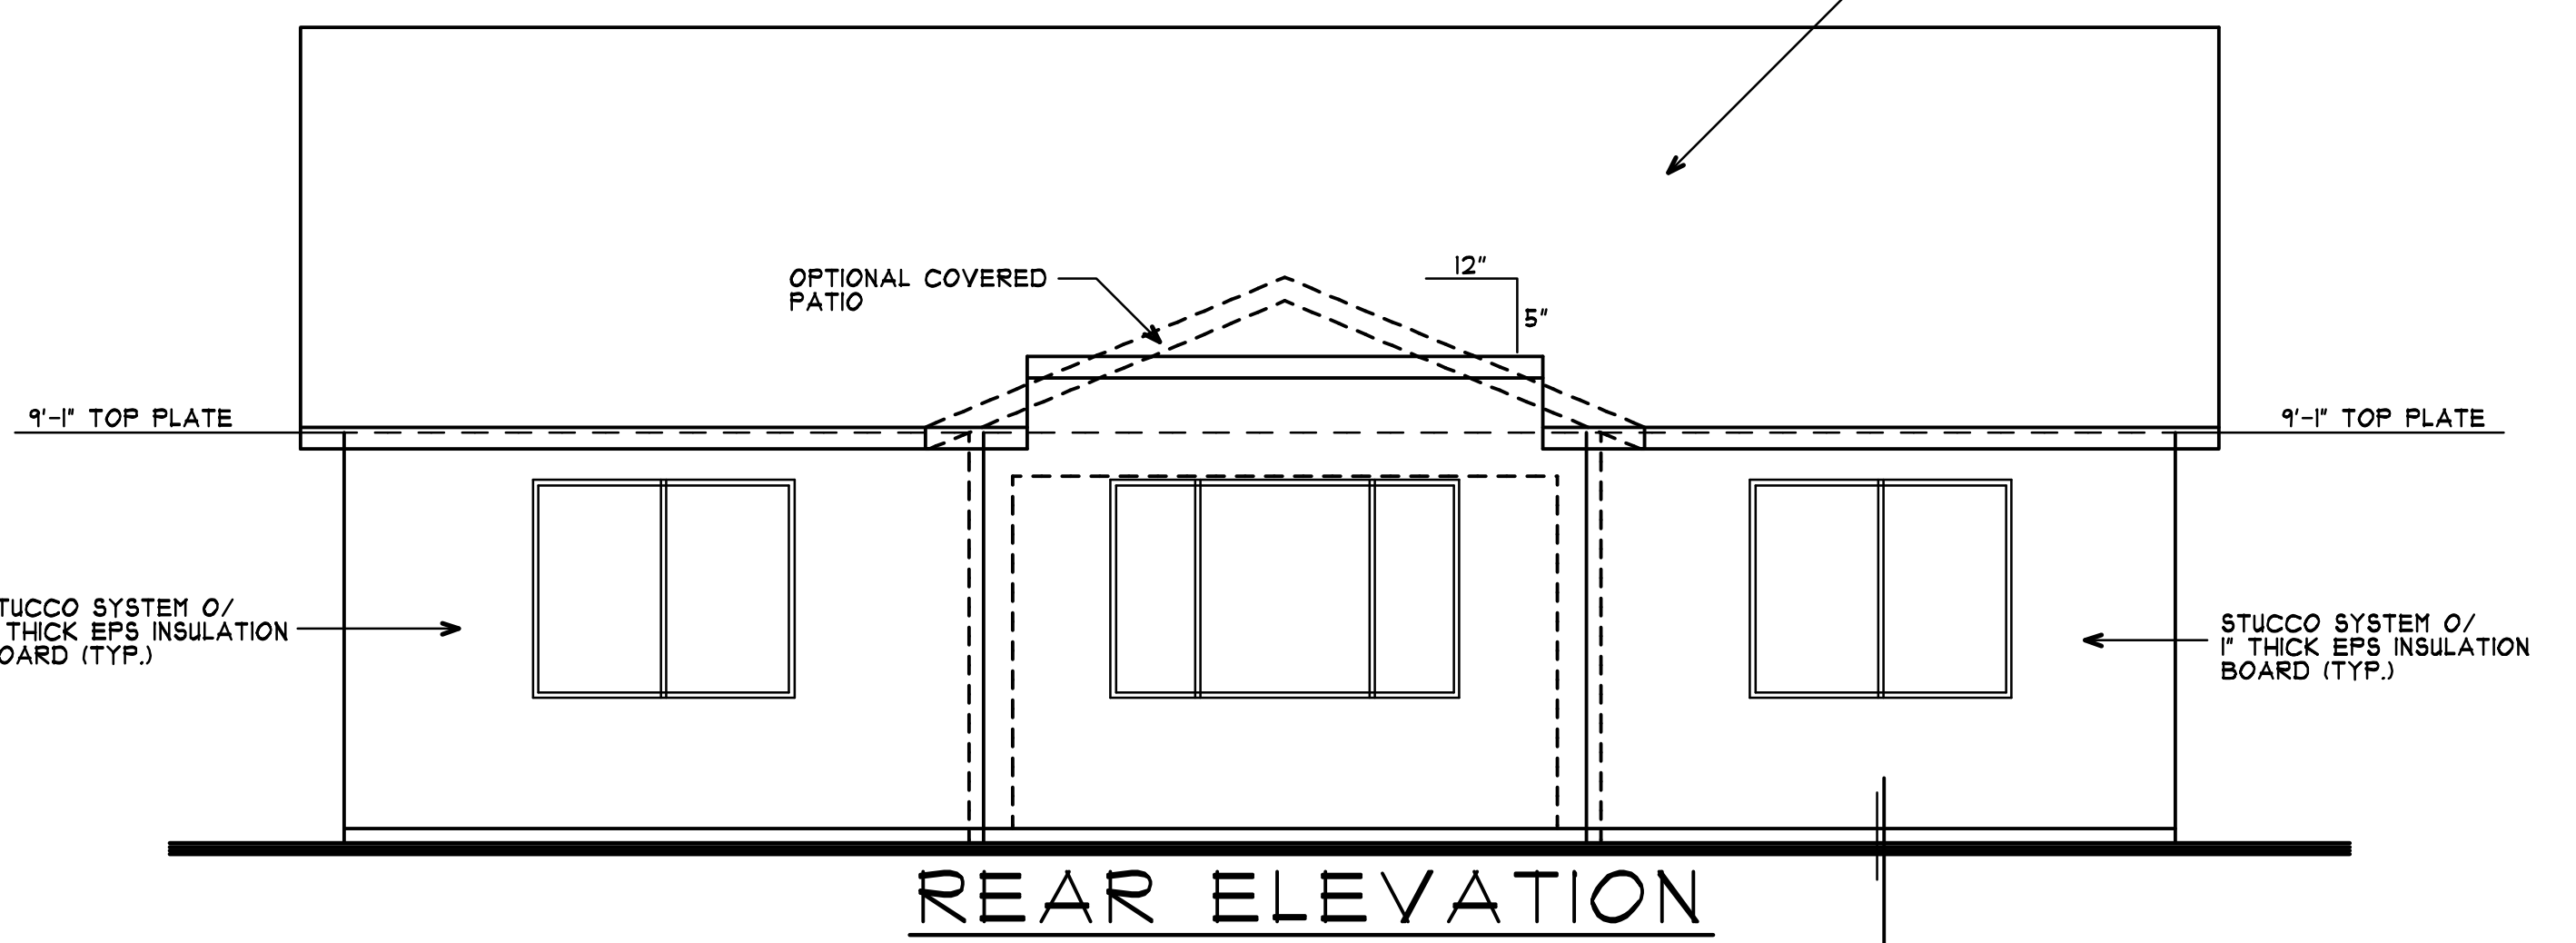 OPTIONAL COVERED
PATIO
12"
5"
9'-1" TOP PLATE
9'-1" TOP PLATE
TUCCO SYSTEM O/
THICK EPS INSULATION
OARD (TYP.)
STUCCO SYSTEM O/
1" THICK EPS INSULATION
BOARD (TYP.)
REAR ELEVATION